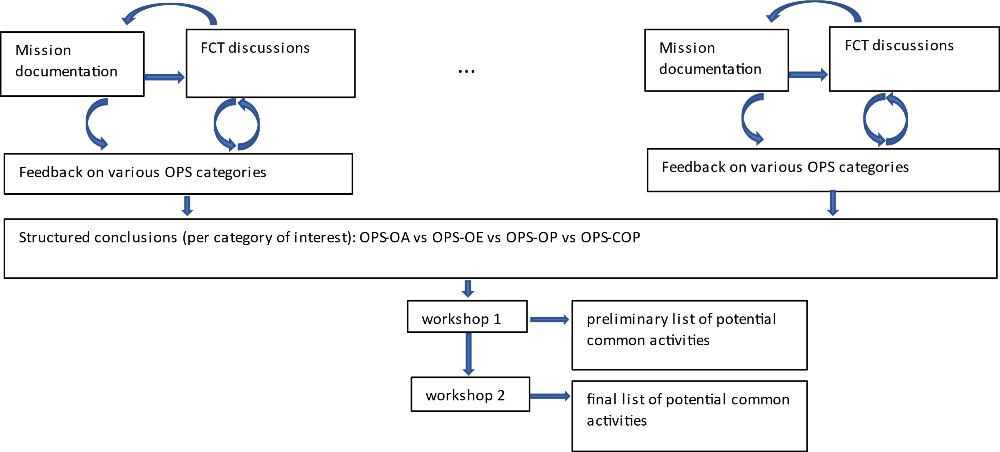 Mission
documentation
FCT discussions
...
Mission
documentation
FCT discussions
Feedback on various OPS categories
Feedback on various OPS categories
Structured conclusions (per category of interest): OPS-OA vs OPS-OE vs OPS-OP vs OPS-COP
workshop 1
preliminary list of potential
common activities
workshop 2
final list of potential common
activities